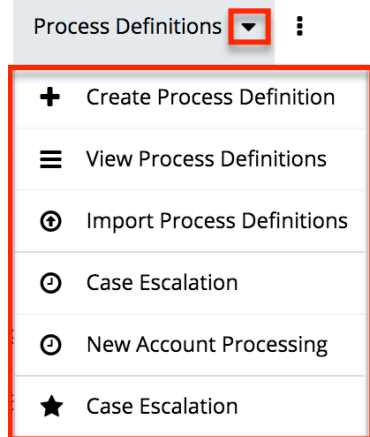 Process Definitions
Create Process Definition
View Process Definitions
Import Process Definitions
Case Escalation
New Account Processing
Case Escalation